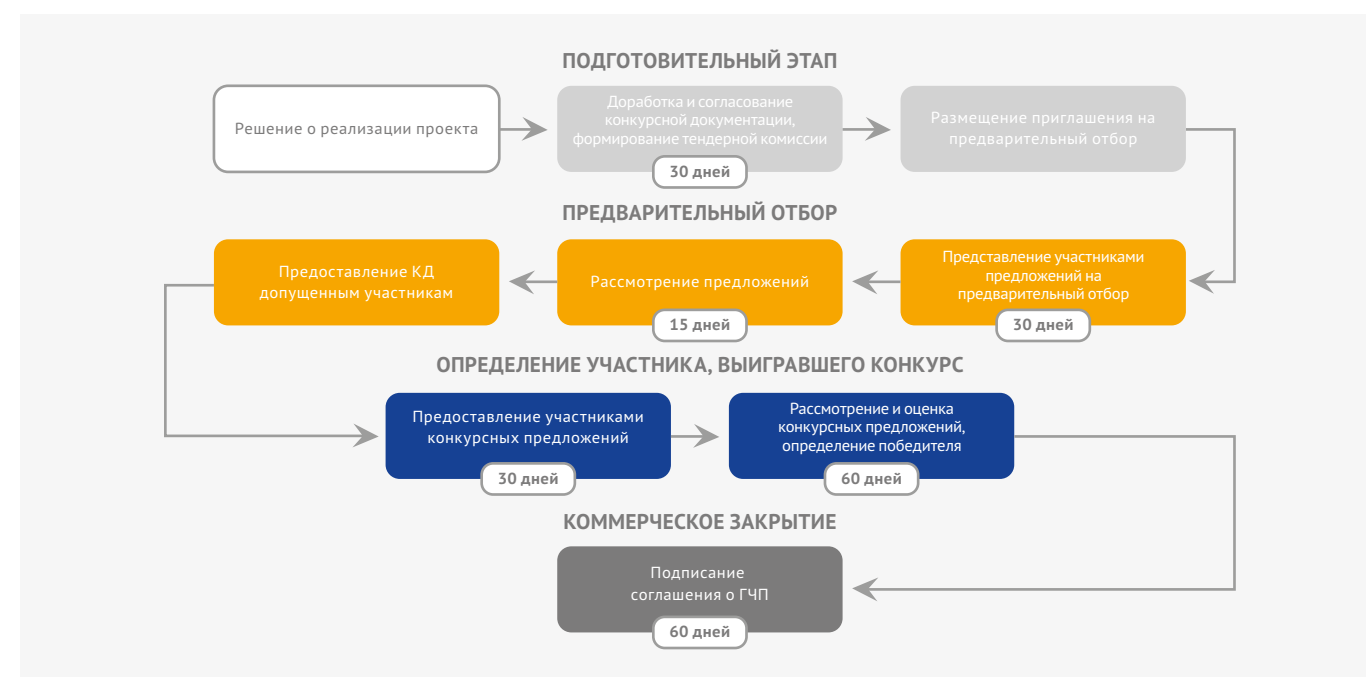 ПОДГОТОВИТЕЛЬНЫЙ ЭТАП
Решение о реализации проекта
Доработка и согласование
конкурсной документации,
формирование тендерной комиссии
30 дней
Размещение приглашения на
предварительный отбор
ПРЕДВАРИТЕЛЬНЫЙ ОТБОР
Предоставление КД
допущенным участникам
Рассмотрение предложений
15 дней
Представление участниками
предложений на
предварительный отбор
30 дней
ОПРЕДЕЛЕНИЕ УЧАСТНИКА, ВЫИГРАВШЕГО КОНКУРС
Предоставление участниками
конкурсных предложений
30 дней
Рассмотрение и оценка
конкурсных предложений,
определение победителя
60 дней
КОММЕРЧЕСКОЕ ЗАКРЫТИЕ
Подписание
соглашения о ГЧП
60 дней